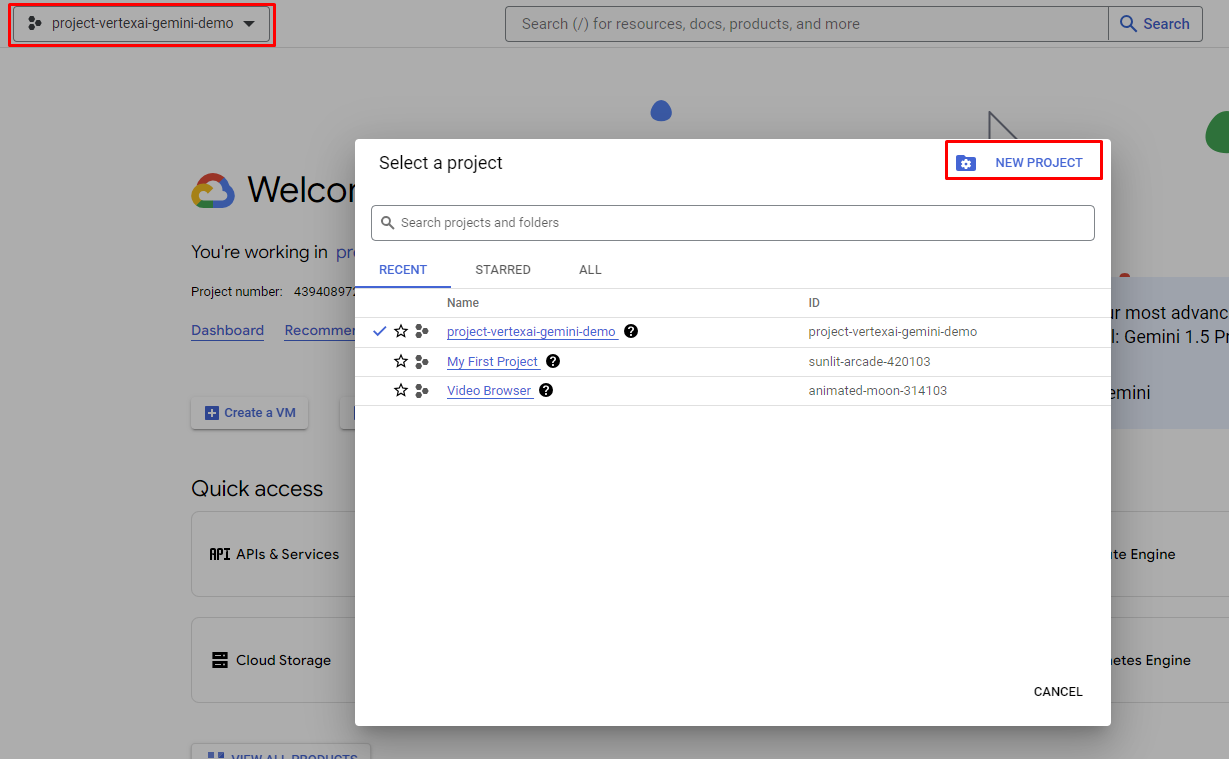 project-vertexai-gemini-demo
Search (/) for resources, docs, products, and more
Search
Select a project
NEW PROJECT
Search projects and folders
RECENT STARRED ALL
Name ID
project-vertexai-gemini-demo project-vertexai-gemini-demo
My First Project sunlit-arcade-420103
Video Browser animated-moon-314103
CANCEL
You're working in
Project number: 43940897
Dashboard
Create a VM
ur most advanc
l: Gemini 1.5 Pr
emini
Quick access
API APIs & Services
te Engine
Cloud Storage
etes Engine
VIEW ALL PRODUCTS